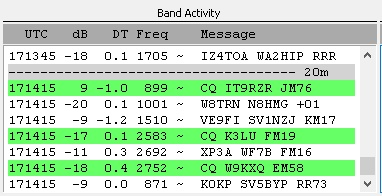 Band Activity
UTC dB DT Freq Message
171345 -18 0.1 1705 ~ IZ4TOA WA2HIP RRR
------------------------------------ 20m
171415 9 -1.0 899 ~ CQ IT9RZR JM76
171415 -20 0.1 1001 ~ W8TRN N8HMG +01
171415 -9 -1.2 1510 ~ VE9FI SV1NZJ KM17
171415 -17 0.1 2583 ~ CQ K3LU FM19
171415 -11 0.3 2692 ~ XP3A WF7B FM16
171415 -18 0.4 2752 ~ CQ W9KXQ EM58
171415 -9 0.0 871 ~ K0KP SV5BYP RR73